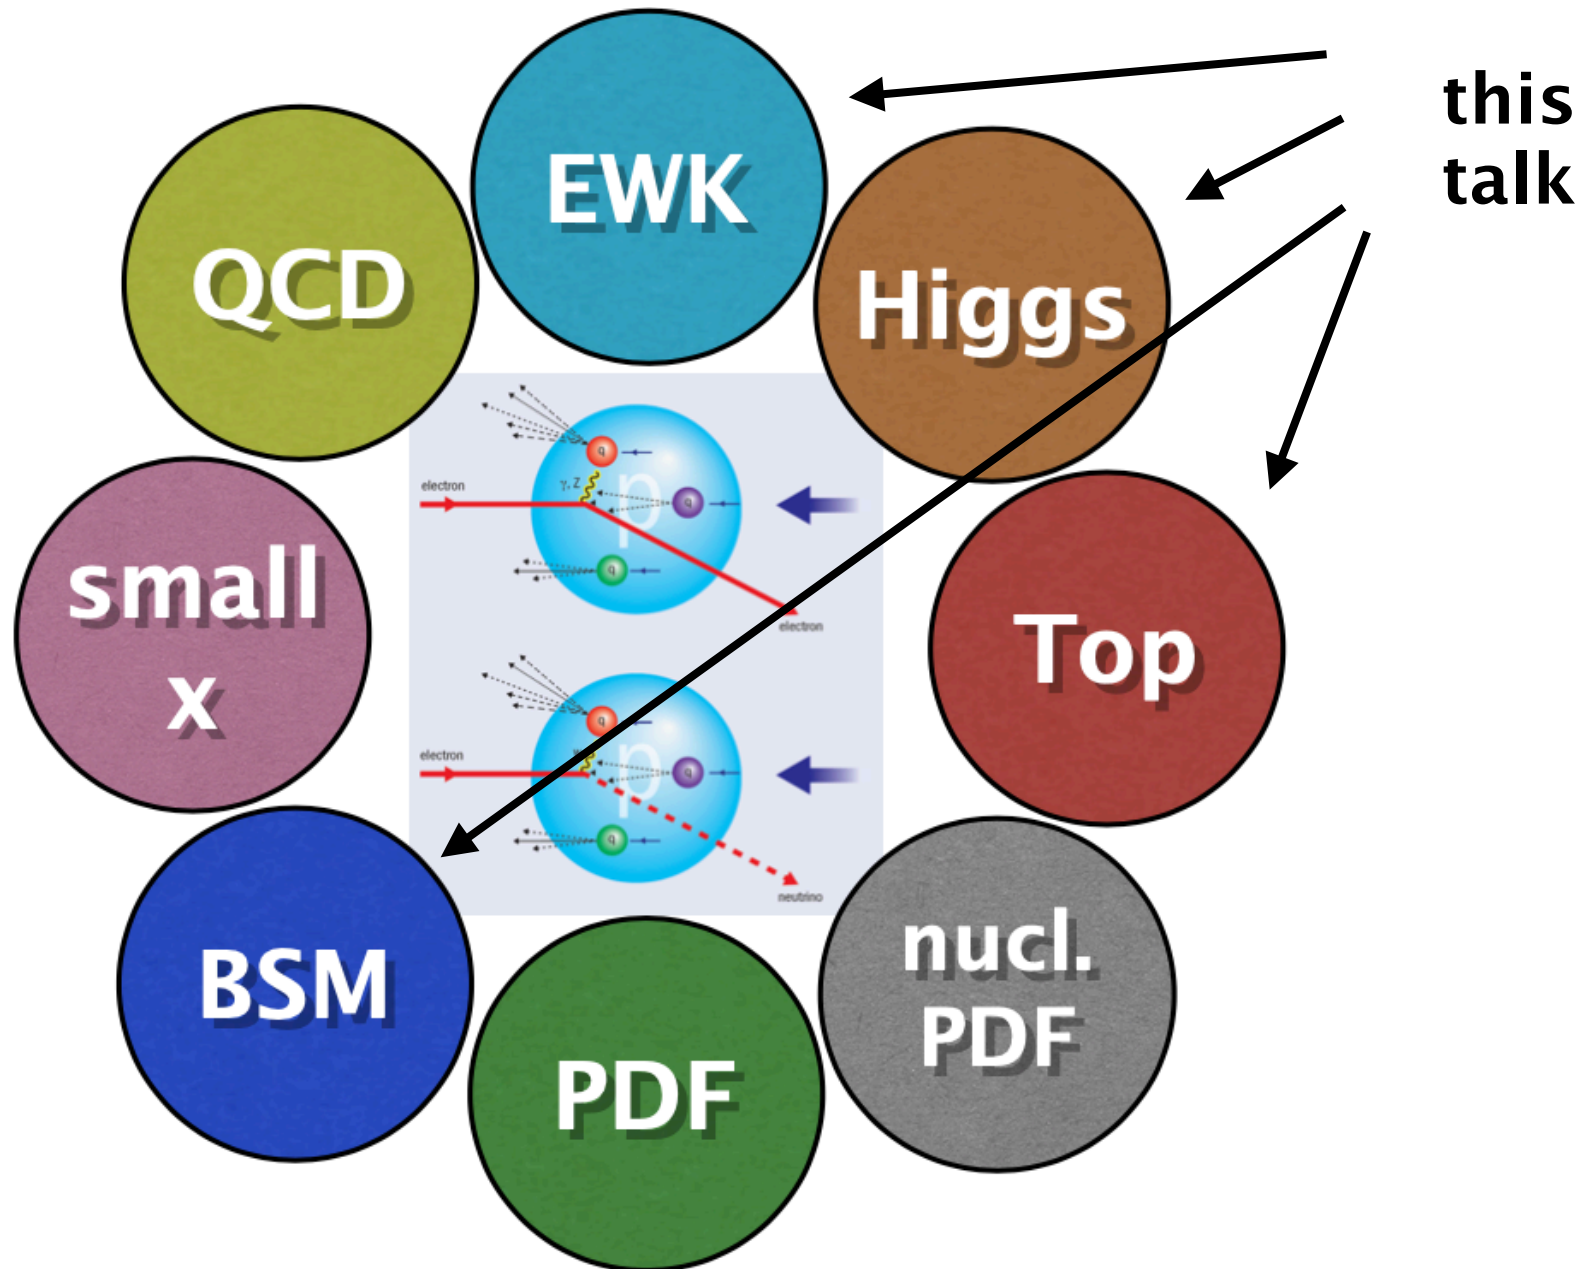 EWK
this
talk
QCD
Higgs
small
x
Top
BSM
nucl.
PDF
PDF
electron
γ, Z
q
q
p
q
electron
electron
q
q
p
q
neutrino